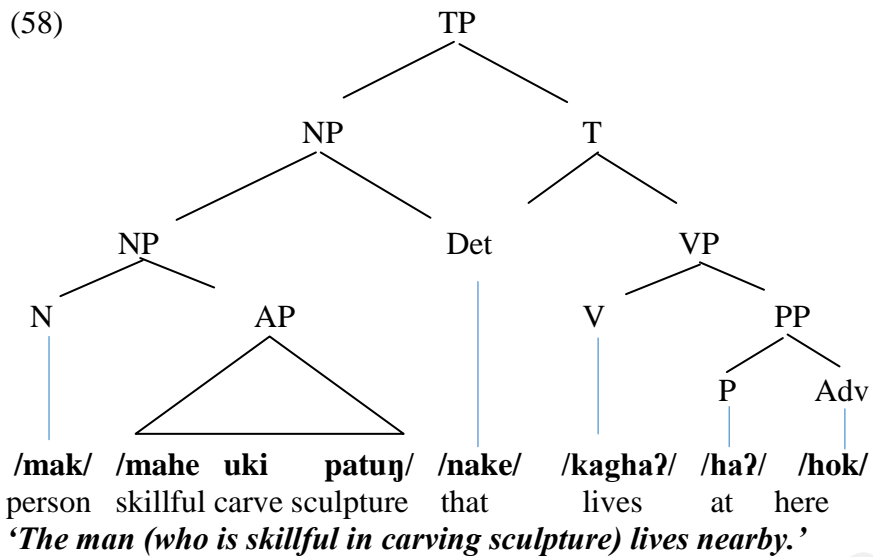 (58)
TP
NP T
NP Det VP
N AP V PP
P Adv
/mak/ /mahe uki patuŋ/ /nake/ /kaghaʔ/ /haʔ/ /hok/
person skillful carve sculpture that lives at here
‘The man (who is skillful in carving sculpture) lives nearby.’